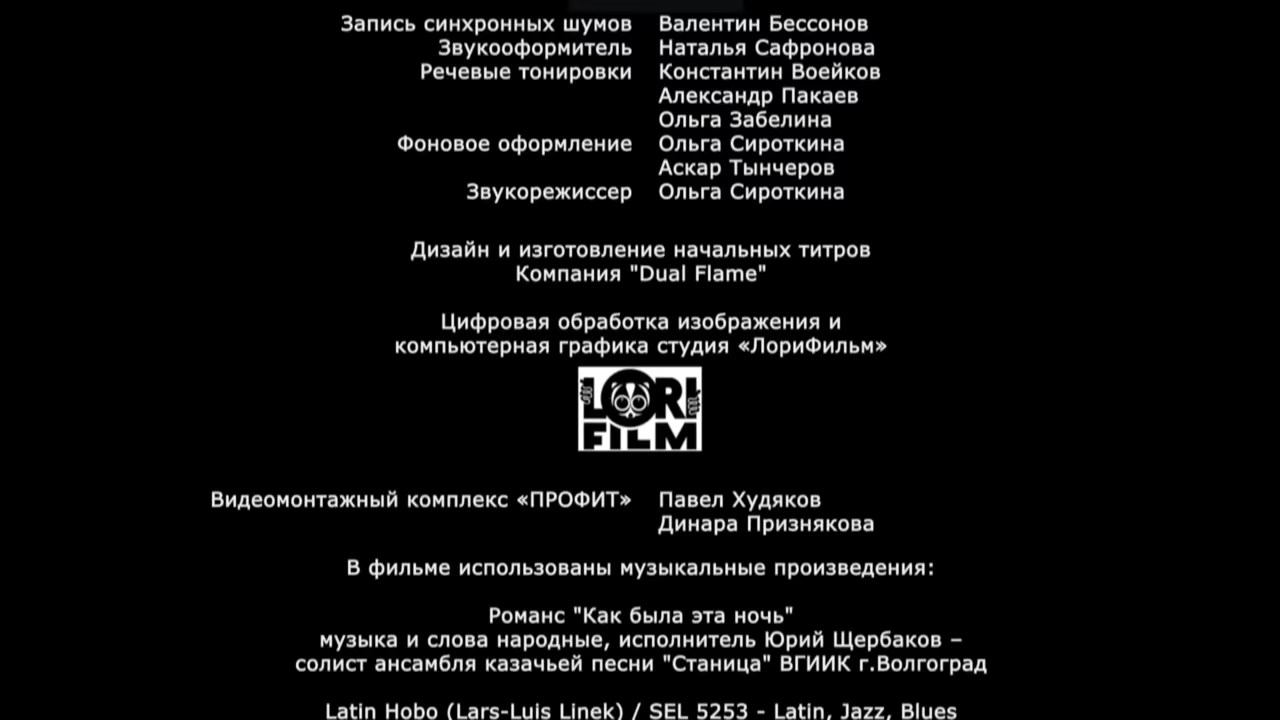 Запись синхронных шумов Валентин Бессонов
Звукооформитель Наталья Сафронова
Речевые тонировки Константин Воейков
Александр Пакаев
Ольга Забелина
Фоновое оформление Ольга Сироткина
Аскар Тынчеров
Звукорежиссер Ольга Сироткина
Дизайн и изготовление начальных титров
Компания "Dual Flame"
Цифровая обработка изображения и
компьютерная графика студия «ЛориФильм»
LORI
FILM
Видеомонтажный комплекс «ПРОФИТ» Павел Худяков
Динара Признякова
В фильме использованы музыкальные произведения:
Романс "Как была эта ночь"
музыка и слова народные, исполнитель Юрий Щербаков –
солист ансамбля казачьей песни "Станица" ВГИИК г.Волгоград
Latin Hobo (Lars-Luis Linek) / SEL 5253 - Latin, Jazz, Blues